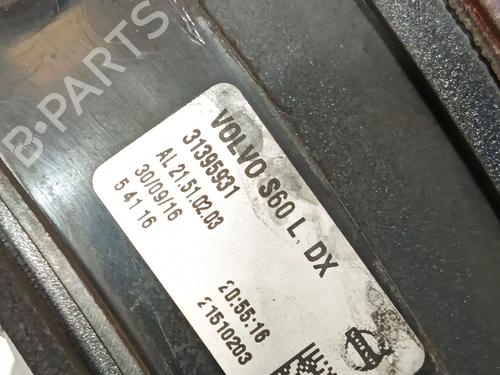 B-PARTS
VOLVO S60 L. DX
31395931
AL 21.51.02.03
30/09/16
5 41 16
20:55:16
21510203